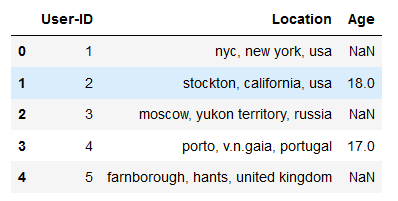 User-ID Location Age
0 1 nyc, new york, usa NaN
1 2 stockton, california, usa 18.0
2 3 moscow, yukon territory, russia NaN
3 4 porto, v.n.gaia, portugal 17.0
4 5 farnborough, hants, united kingdom NaN